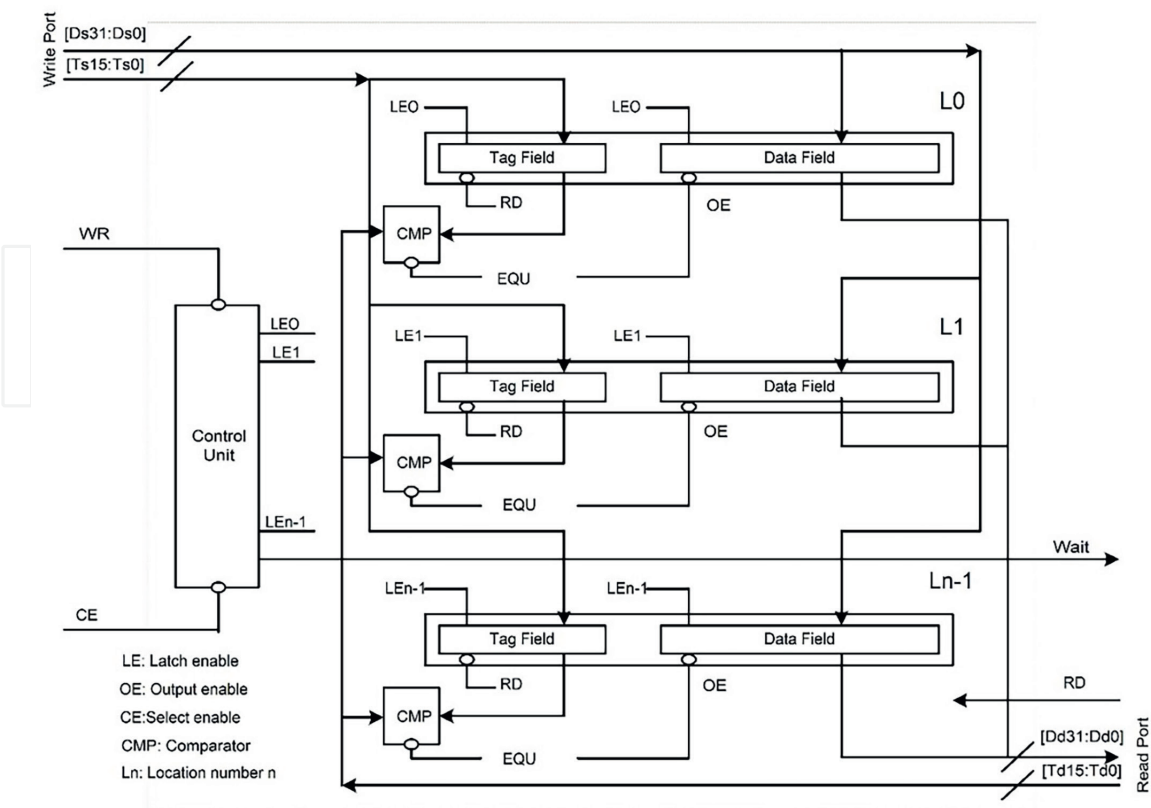 Write Port
[Ds31:Ds0]
[Ts15:Ts0]
LEO
LEO
L0
Tag Field
Data Field
RD
OE
CMP
EQU
WR
LEO
LE1
Control
Unit
LEn-1
LE1
LE1
L1
Tag Field
Data Field
RD
OE
CMP
EQU
Wait
CE
LEn-1
LEn-1
Ln-1
Tag Field
Data Field
RD
OE
CMP
EQU
RD
[Dd31:Dd0]
[Td15:Td0]
Read Port
LE: Latch enable
OE: Output enable
CE:Select enable
CMP: Comparator
Ln: Location number n